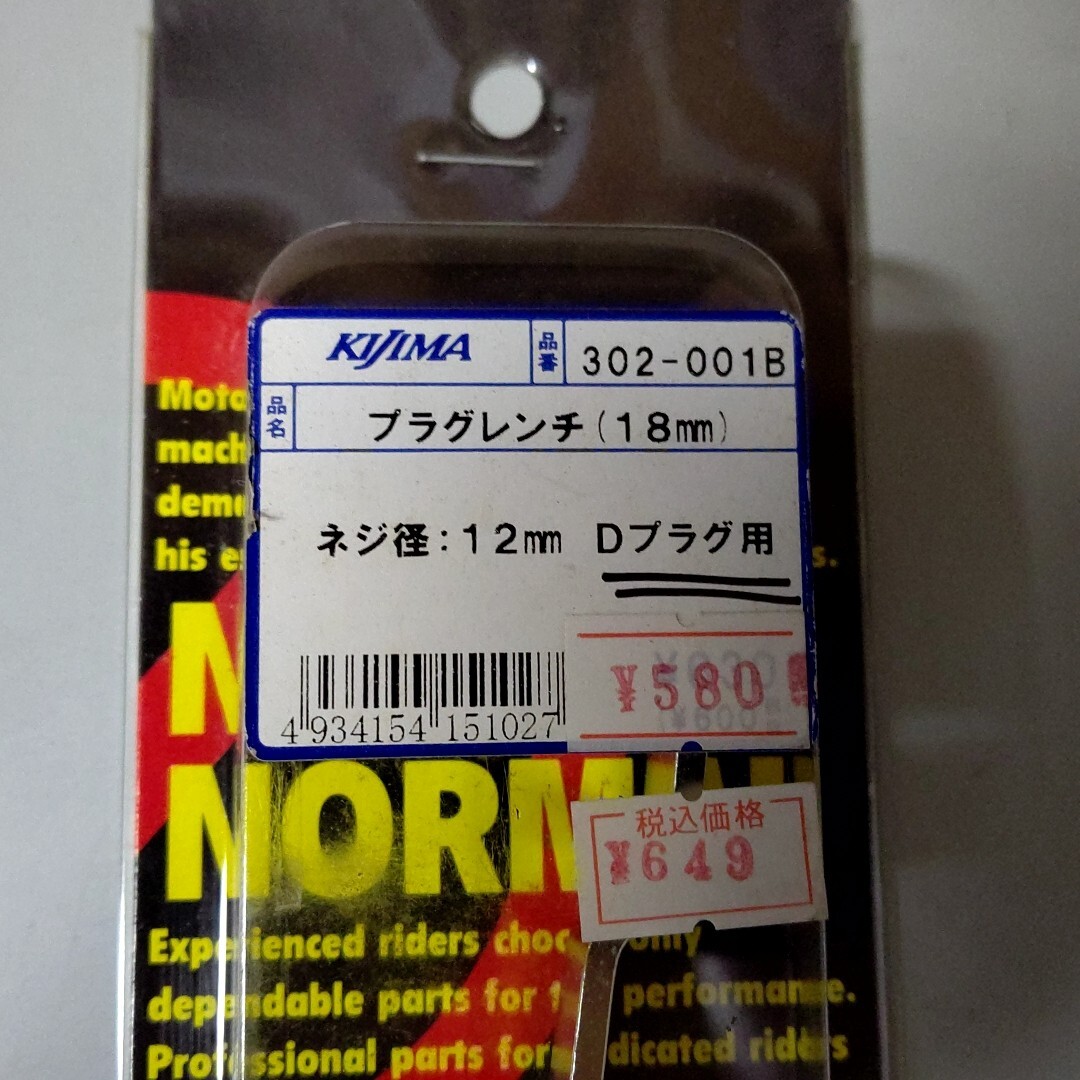 KIJIMA
品番
302-001B
品名
プラグレンチ(18mm)
ネジ径:12mm Dプラグ用
4 934154 151027
¥580
税込価格
¥649
NORMA
Experienced riders only
dependable parts for performance.
Professional parts for riders